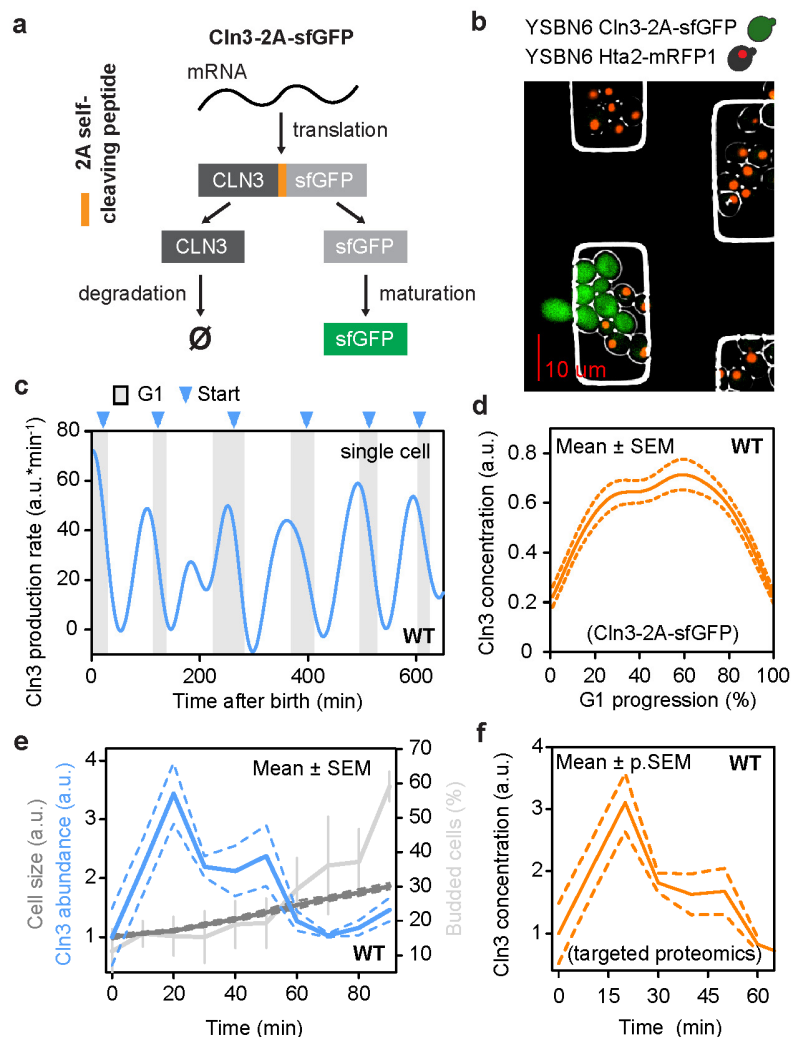 a
Cln3-2A-sfGFP
mRNA
2A self-
cleaving peptide
translation
CLN3
sfGFP
CLN3
sfGFP
degradation
maturation
Ø
sfGFP
b
YSBN6 Cln3-2A-sfGFP
YSBN6 Hta2-mRFP1
10 um
c
G1
Start
80
60
40
20
0
Cln3 production rate (a.u.*min⁻¹)
single cell
WT
0
200
400
600
Time after birth (min)
d
Mean ± SEM
WT
0.8
0.6
0.4
0.2
0
Cln3 concentration (a.u.)
(Cln3-2A-sfGFP)
0
20
40
60
80
100
G1 progression (%)
e
Mean ± SEM
4
3
2
1
Cell size (a.u.)
Cln3 abundance (a.u.)
70
60
50
40
30
20
10
Budded cells (%)
WT
0
20
40
60
80
Time (min)
f
Mean ± p.SEM
WT
4
3
2
1
0
Cln3 concentration (a.u.)
(targeted proteomics)
0
15
30
45
60
Time (min)